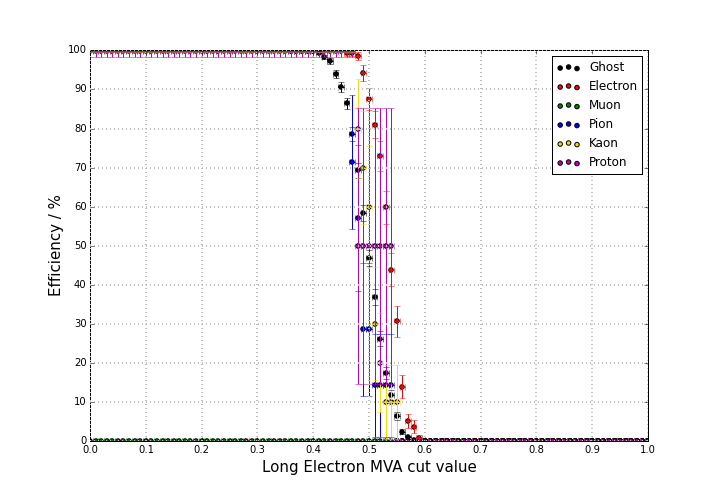 Efficiency / %
100
90
80
70
60
50
40
30
20
10
0
Ghost
Electron
Muon
Pion
Kaon
Proton
0.0 0.1 0.2 0.3 0.4 0.5 0.6 0.7 0.8 0.9 1.0
Long Electron MVA cut value